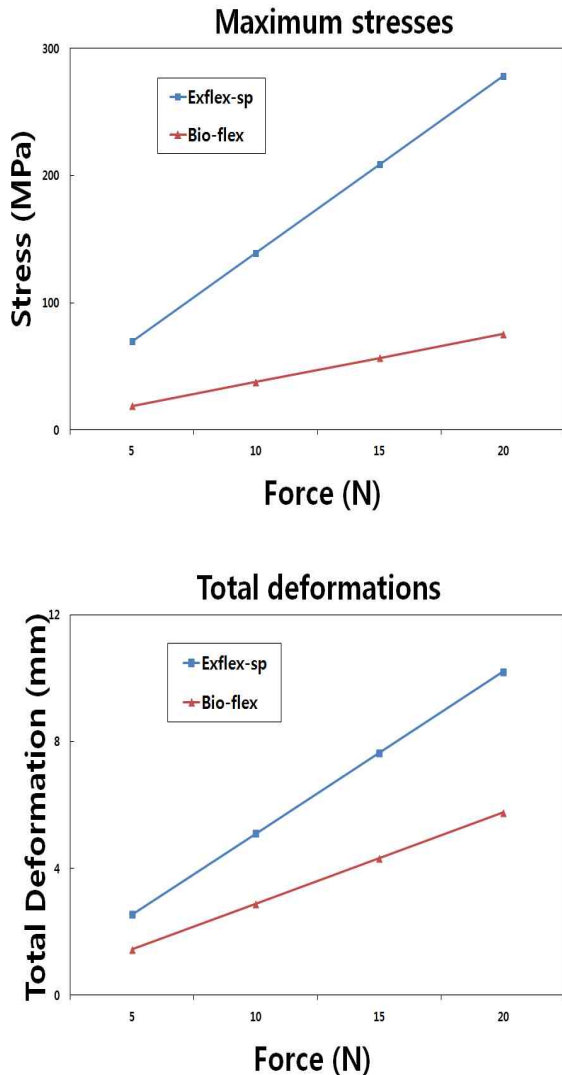 Maximum stresses
300
200
100
0
Stress (MPa)
Exflex-sp
Bio-flex
5 10 15 20
Force (N)
Total deformations
12
8
4
0
Total Deformation (mm)
Exflex-sp
Bio-flex
5 10 15 20
Force (N)